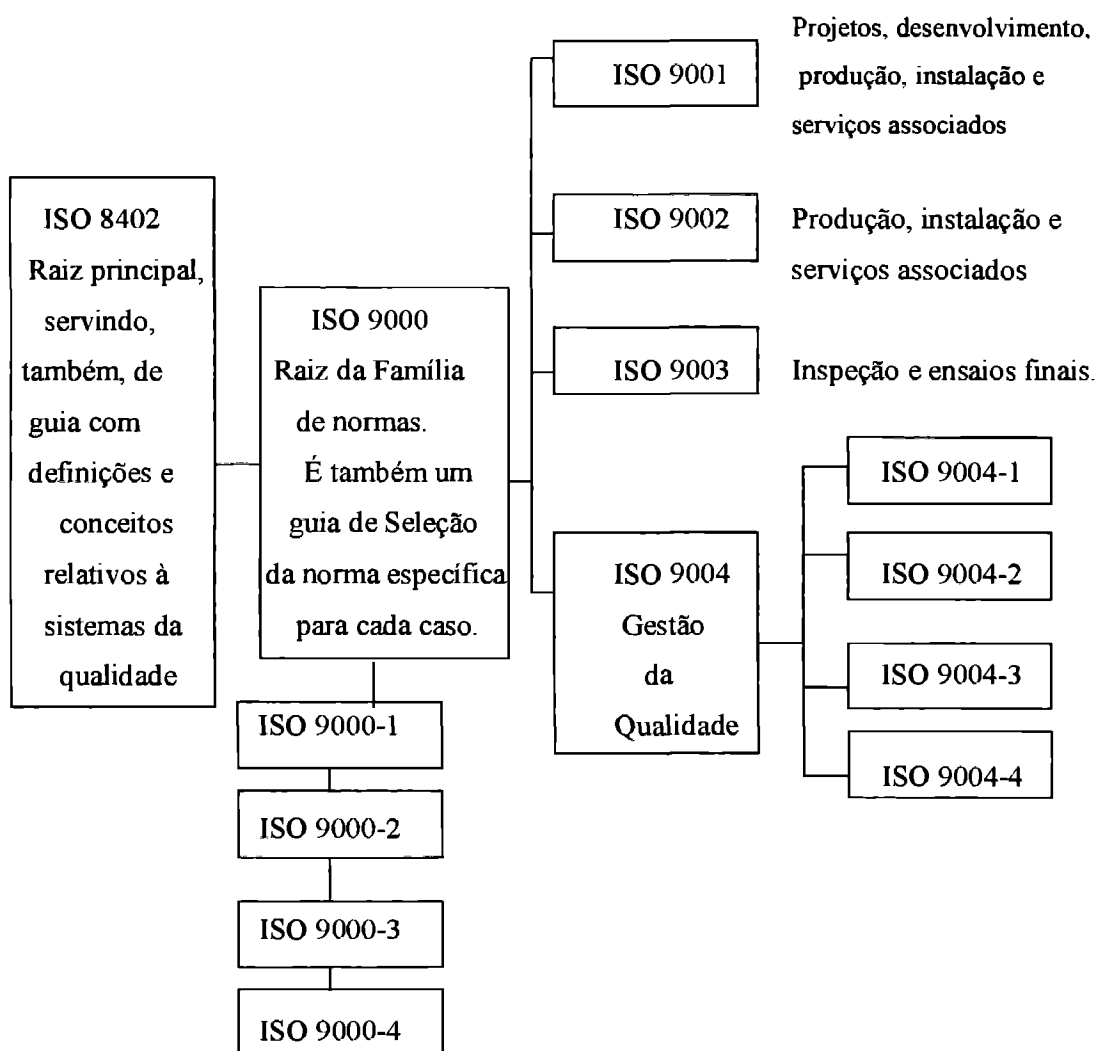 ISO 8402
Raiz principal,
servindo,
também, de
guia com
definições e
conceitos
relativos à
sistemas da
qualidade
ISO 9000
Raiz da Família
de normas.
É também um
guia de Seleção
da norma específica
para cada caso.
ISO 9000-1
ISO 9000-2
ISO 9000-3
ISO 9000-4
ISO 9001
Projetos, desenvolvimento,
produção, instalação e
serviços associados
ISO 9002
Produção, instalação e
serviços associados
ISO 9003
Inspeção e ensaios finais.
ISO 9004
Gestão
da
Qualidade
ISO 9004-1
ISO 9004-2
ISO 9004-3
ISO 9004-4